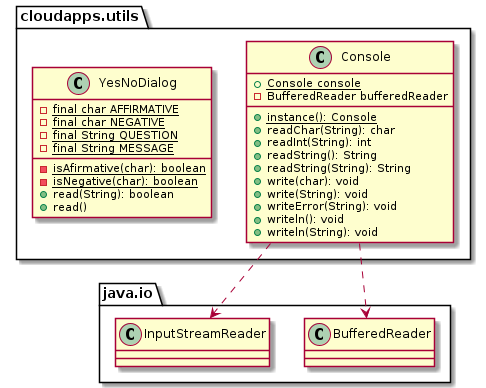 cloudapps.utils
C YesNoDialog
final char AFFIRMATIVE
final char NEGATIVE
final String QUESTION
final String MESSAGE
isAfirmative(char): boolean
isNegative(char): boolean
read(String): boolean
read()
C Console
Console console
BufferedReader bufferedReader
instance(): Console
readChar(String): char
readInt(String): int
readString(): String
readString(String): String
write(char): void
write(String): void
writeError(String): void
writeln(): void
writeln(String): void
java.io
C InputStreamReader
C BufferedReader